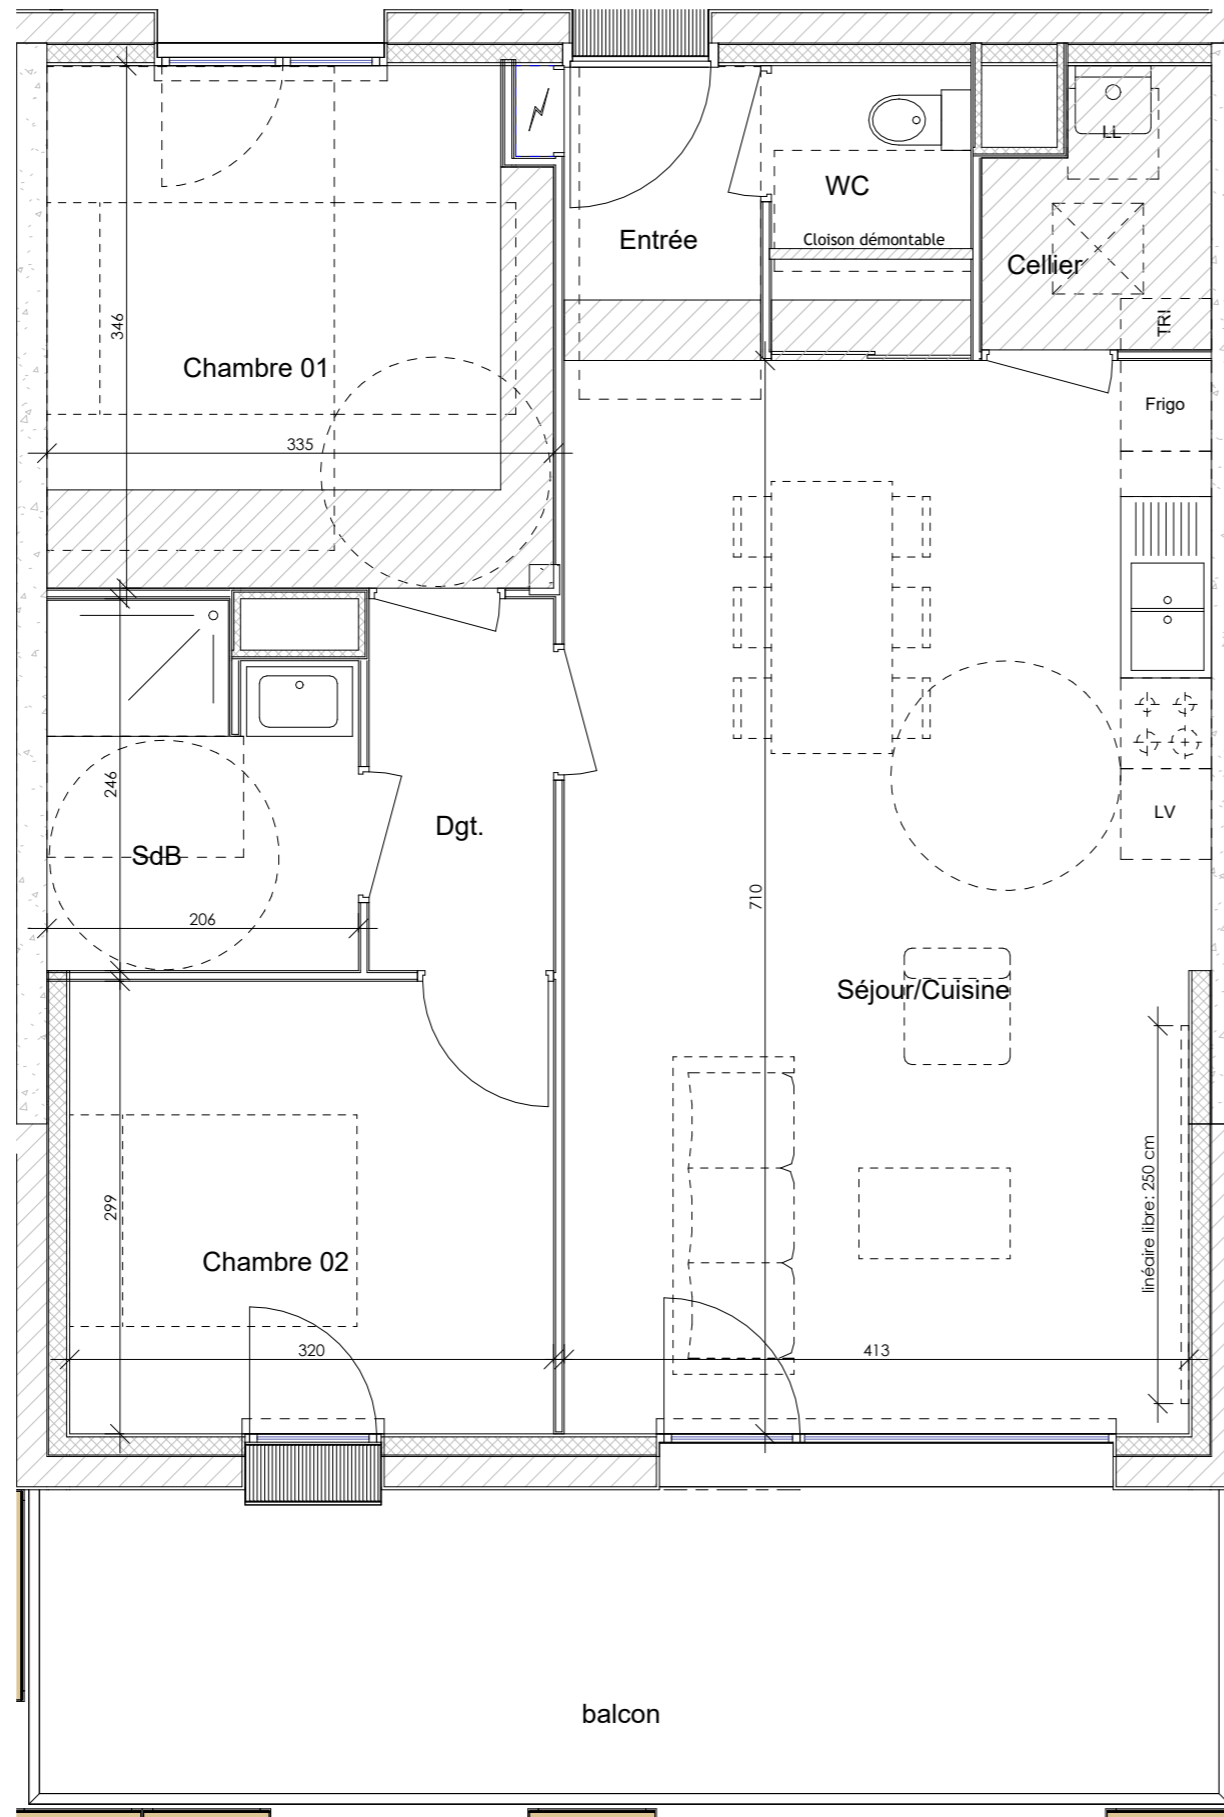 LL
WC
Entrée
Cloison démontable
Cellier
TRI
346
Chambre 01
Frigo
335
246
Dgt.
LV
SdB
710
206
Séjour/Cuisine
linéaire libre: 250 cm
299
Chambre 02
320
413
balcon